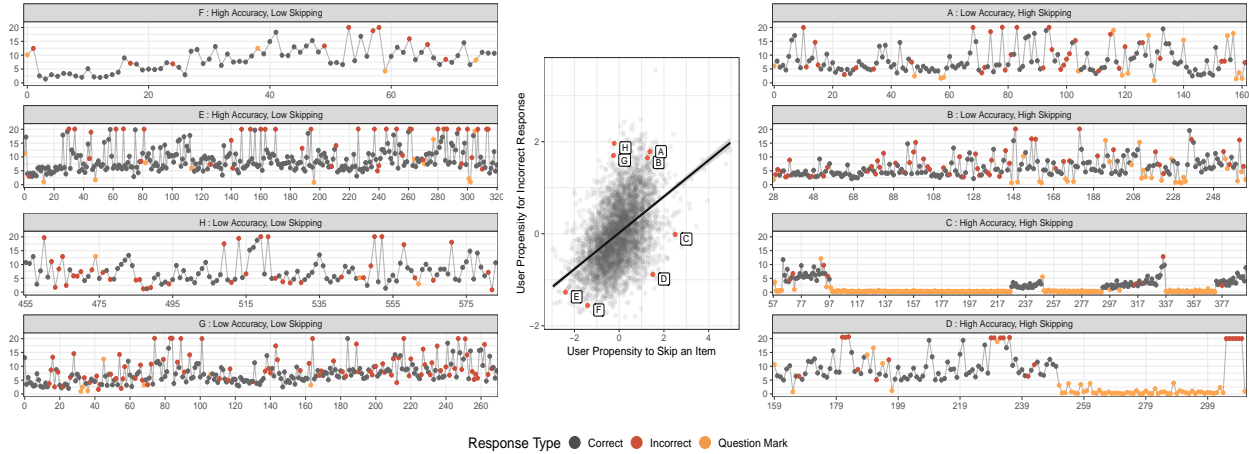 F : High Accuracy, Low Skipping
20
15
10
5
0
0 20 40 60
E : High Accuracy, Low Skipping
20
15
10
5
0
0 20 40 60 80 100 120 140 160 180 200 220 240 260 280 300 320
H : Low Accuracy, Low Skipping
20
15
10
5
0
455 475 495 515 535 555 575
G : Low Accuracy, Low Skipping
20
15
10
5
0
0 20 40 60 80 100 120 140 160 180 200 220 240 260
User Propensity for Incorrect Response
2
0
−2
H
G
A
B
C
D
E
F
−2 0 2 4
User Propensity to Skip an Item
A : Low Accuracy, High Skipping
20
15
10
5
0
0 20 40 60 80 100 120 140 160
B : Low Accuracy, High Skipping
20
15
10
5
0
28 48 68 88 108 128 148 168 188 208 228 248
C : High Accuracy, High Skipping
20
15
10
5
0
57 77 97 117 137 157 177 197 217 237 257 277 297 317 337 357 377
D : High Accuracy, High Skipping
20
15
10
5
0
159 179 199 219 239 259 279 299
Response Type Correct Incorrect Question Mark